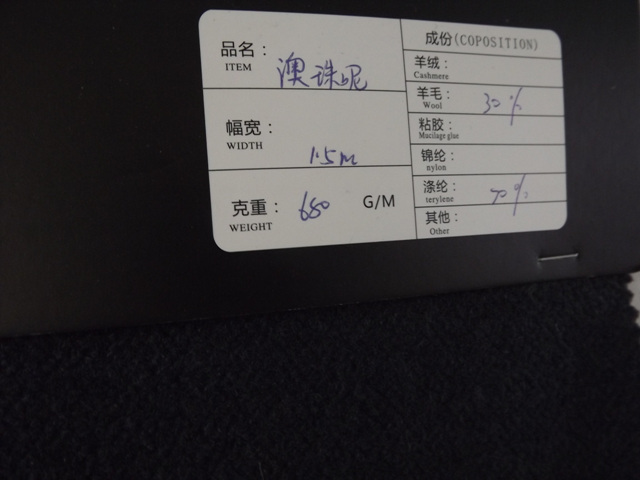 品名： 澳珠呢
ITEM
幅宽：
WIDTH
1.5m
克重： 680 G/M
WEIGHT
成份(COPOSITION)
羊绒：
Cashmere
羊毛： 30%
Wool
粘胶：
Mucilage glue
锦纶：
nylon
涤纶： 70%
terylene
其他：
Other